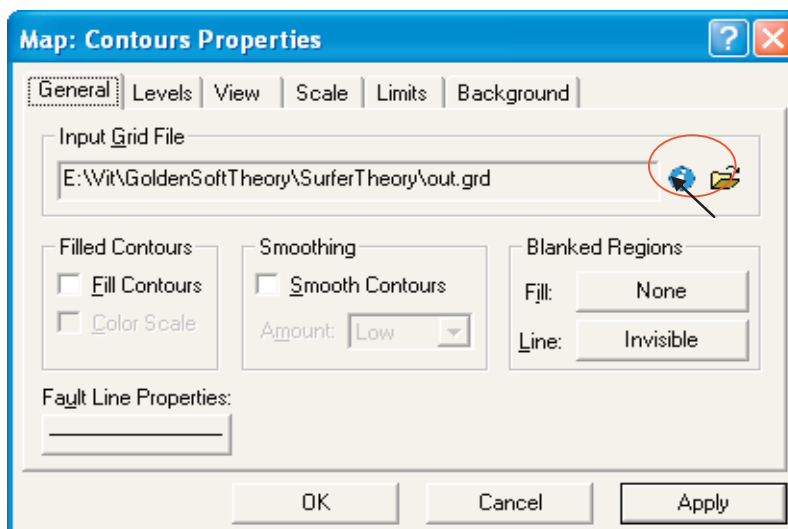 Map: Contours Properties
?
General Levels View Scale Limits Background
Input Grid File
E:\Vit\GoldenSoftTheory\SurferTheory\out.grd
Filled Contours
Fill Contours
Color Scale
Smoothing
Smooth Contours
Amount: Low
Blanked Regions
Fill: None
Line: Invisible
Fault Line Properties:
OK Cancel Apply